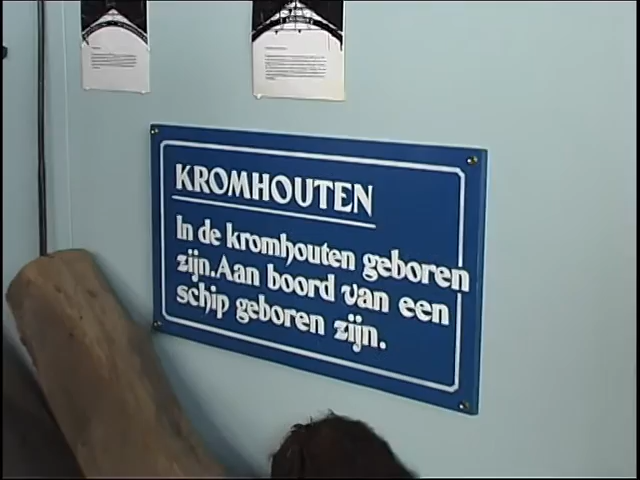 KROMHOUTEN
In de kromhouten geboren
zijn.Aan boord van een
schip geboren zijn.